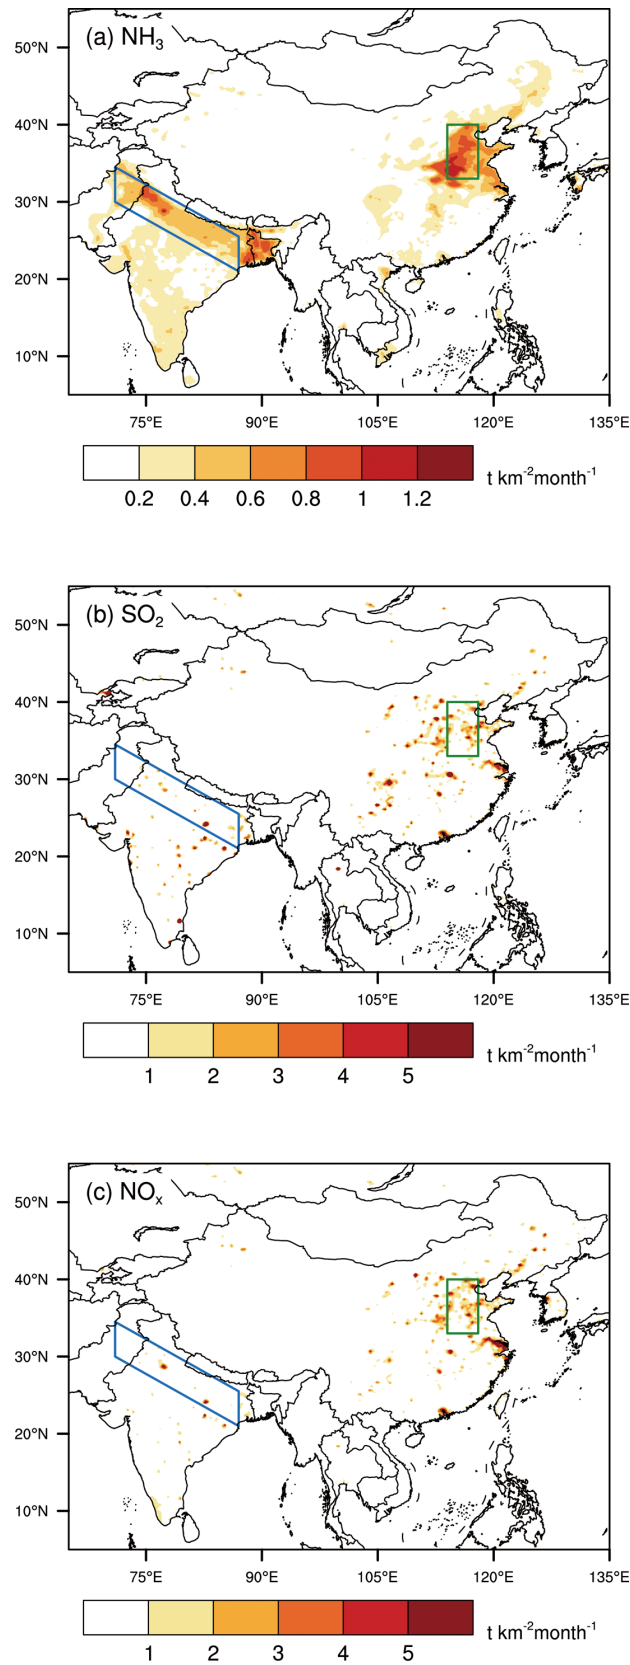 (a) NH₃
50°N
40°N
30°N
20°N
10°N
75°E 90°E 105°E 120°E 135°E
0.2 0.4 0.6 0.8 1 1.2 t km⁻²month⁻¹
(b) SO₂
50°N
40°N
30°N
20°N
10°N
75°E 90°E 105°E 120°E 135°E
1 2 3 4 5 t km⁻²month⁻¹
(c) NOₓ
50°N
40°N
30°N
20°N
10°N
75°E 90°E 105°E 120°E 135°E
1 2 3 4 5 t km⁻²month⁻¹